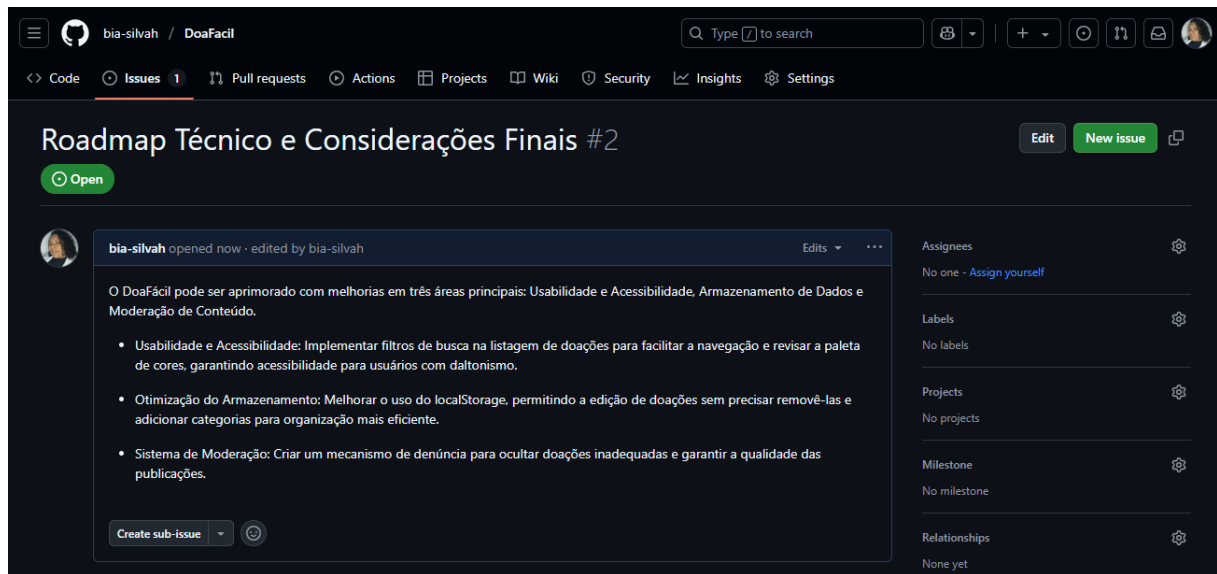 bia-silvah / DoaFacil
Type / to search
Code
Issues 1
Pull requests
Actions
Projects
Wiki
Security
Insights
Settings
Roadmap Técnico e Considerações Finais #2
Edit
New issue
Open
bia-silvah opened now · edited by bia-silvah
Edits
O DoaFácil pode ser aprimorado com melhorias em três áreas principais: Usabilidade e Acessibilidade, Armazenamento de Dados e
Moderação de Conteúdo.
• Usabilidade e Acessibilidade: Implementar filtros de busca na listagem de doações para facilitar a navegação e revisar a paleta
de cores, garantindo acessibilidade para usuários com daltonismo.
• Otimização do Armazenamento: Melhorar o uso do localStorage, permitindo a edição de doações sem precisar removê-las e
adicionar categorias para organização mais eficiente.
• Sistema de Moderação: Criar um mecanismo de denúncia para ocultar doações inadequadas e garantir a qualidade das
publicações.
Create sub-issue
Assignees
No one - Assign yourself
Labels
No labels
Projects
No projects
Milestone
No milestone
Relationships
None yet